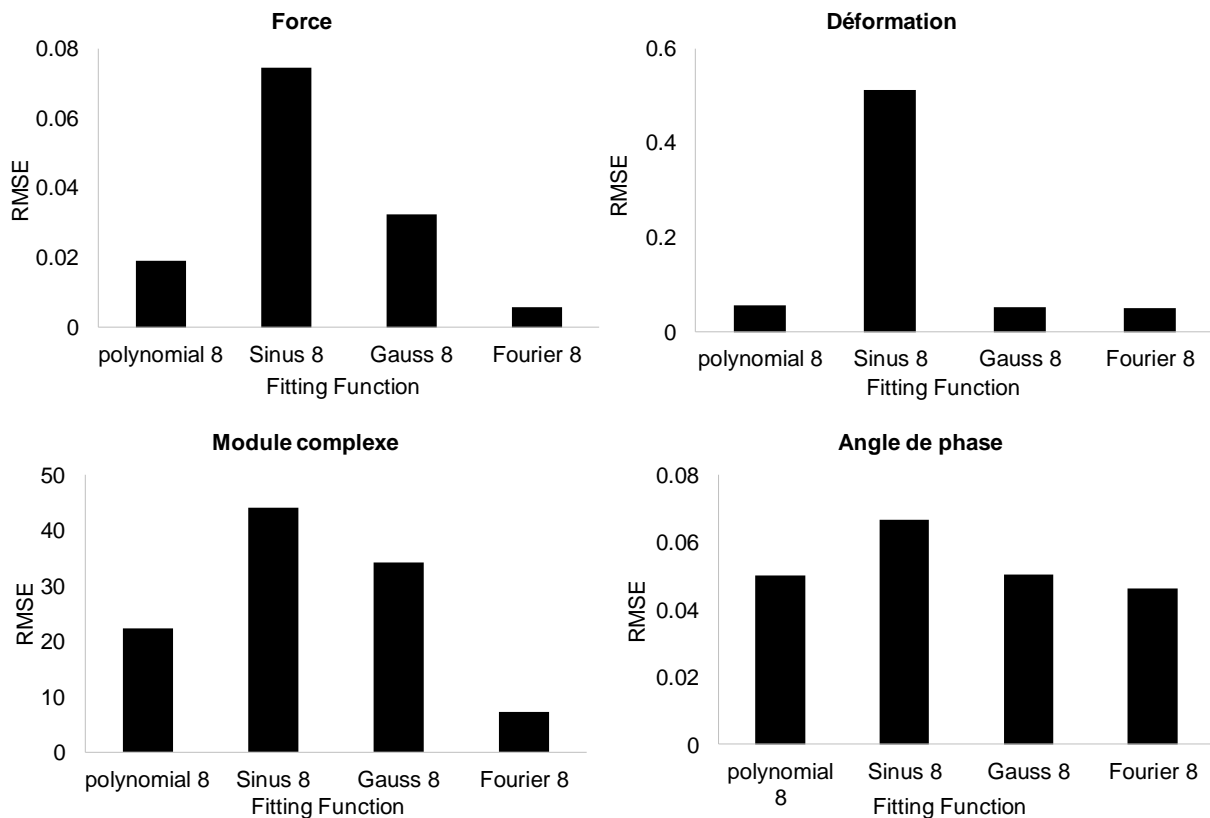 Force
0.08
0.06
0.04
0.02
0
RMSE
polynomial 8 Sinus 8 Gauss 8 Fourier 8
Fitting Function
Déformation
0.6
0.4
0.2
0
RMSE
polynomial 8 Sinus 8 Gauss 8 Fourier 8
Fitting Function
Module complexe
50
40
30
20
10
0
RMSE
polynomial 8 Sinus 8 Gauss 8 Fourier 8
Fitting Function
Angle de phase
0.08
0.06
0.04
0.02
0
RMSE
polynomial Sinus 8 Gauss 8 Fourier 8
8
Fitting Function